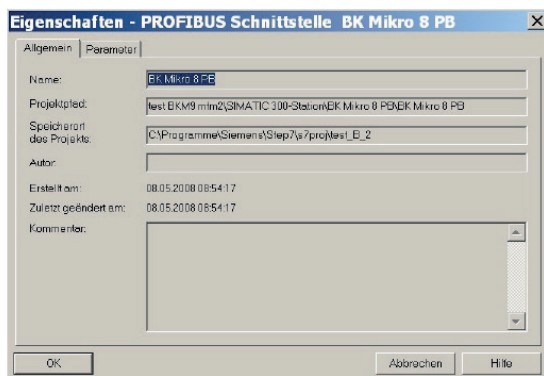 Eigenschaften - PROFIBUS Schnittstelle BK Mikro 8 PB
Allgemein Parameter
Name: BK Mikro 8 PB
Projektpfad: test BKM9 mtm2\SIMATIC 300-Station\BK Mikro 8 PB\BK Mikro 8 PB
Speicherort
des Projekts: C:\Programme\Siemens\Step7\s7proj\test_B_2
Autor:
Erstellt am: 08.05.2008 08:54:17
Zuletzt geändert am: 08.05.2008 08:54:17
Kommentar:
OK Abbrechen Hilfe